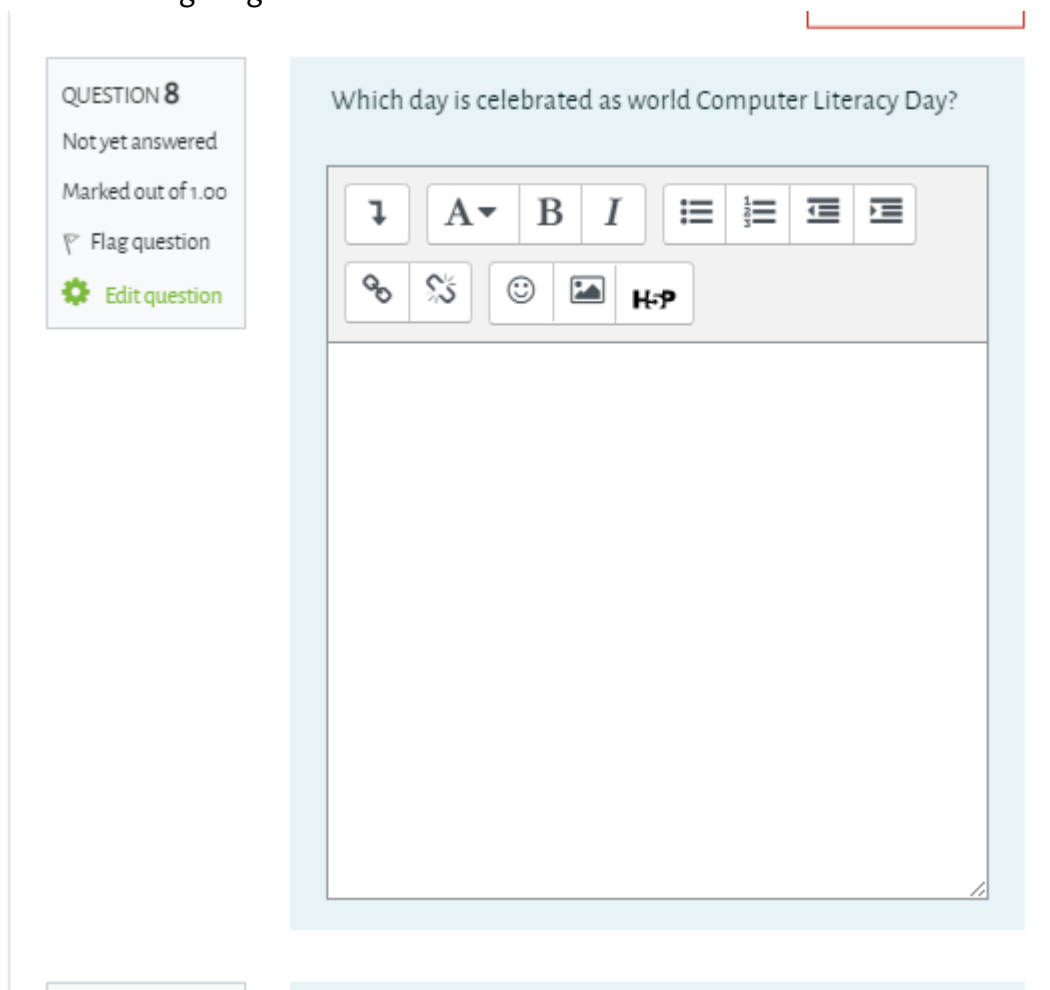 QUESTION 8
Not yet answered
Marked out of 1.00
Flag question
Edit question
Which day is celebrated as world Computer Literacy Day?
A B I
H5P